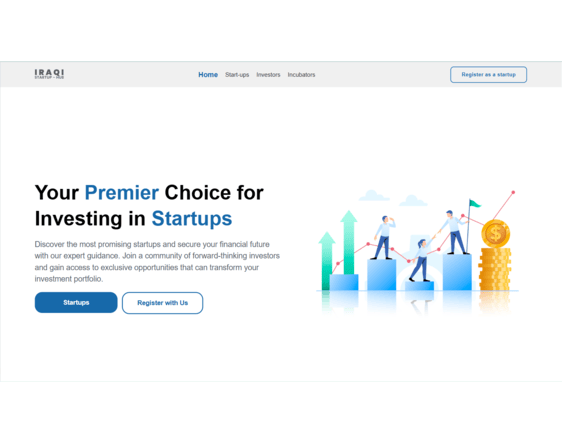 IRAQI
STARTUP - HUB
Home Start-ups Investors Incubators
Register as a startup
Your Premier Choice for
Investing in Startups
Discover the most promising startups and secure your financial future
with our expert guidance. Join a community of forward-thinking investors
and gain access to exclusive opportunities that can transform your
investment portfolio.
Startups Register with Us
$